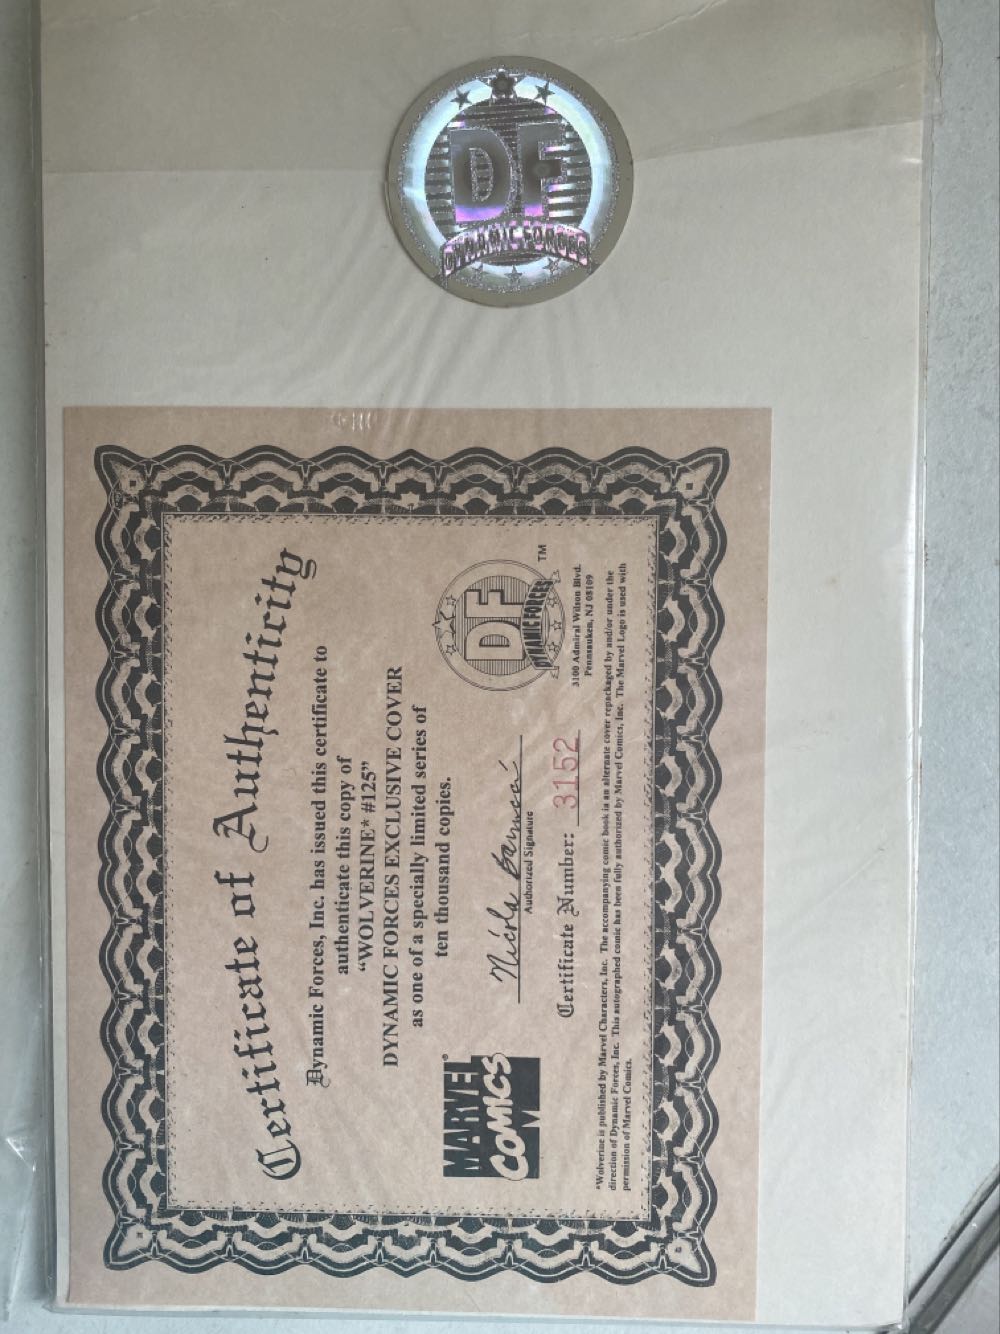 DF
DYNAMIC FORCES
Certificate of Authenticity
Dynamic Forces, Inc. has issued this certificate to
authenticate this copy of
“WOLVERINE* #125”
DYNAMIC FORCES EXCLUSIVE COVER
as one of a specially limited series of
ten thousand copies.
MARVEL®
COMICS
Authorized Signature
Certificate Number: 3152
DF
DYNAMIC FORCES
TM
3100 Admiral Wilson Blvd.
Pennsauken, NJ 08109
*Wolverine is published by Marvel Characters, Inc. The accompanying comic book is an alternate cover repackaged by and/or under the
direction of Dynamic Forces, Inc. This autographed comic has been fully authorized by Marvel Comics, Inc. The Marvel Logo is used with
permission of Marvel Comics.